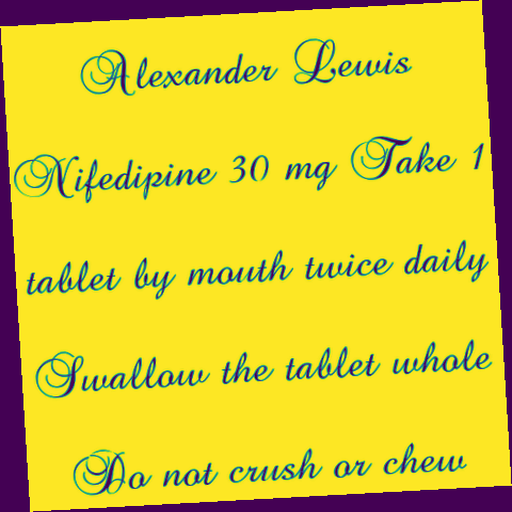 Alexander Lewis
Nifedipine 30 mg Take 1
tablet by mouth twice daily
Swallow the tablet whole
Do not crush or chew